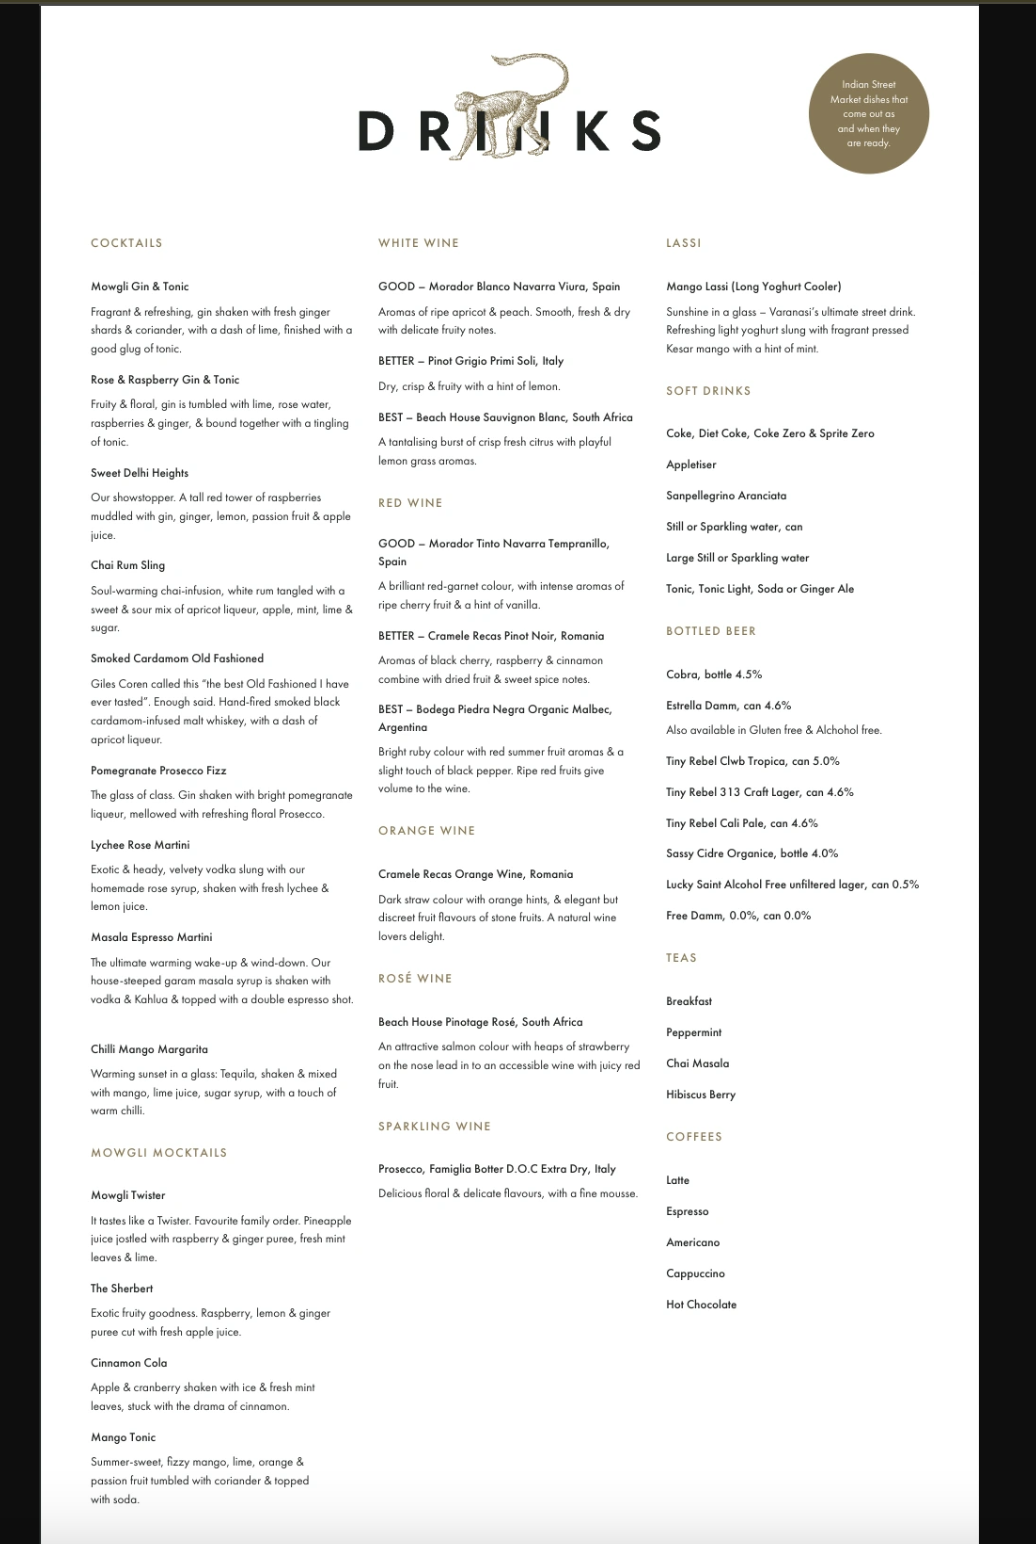 DRINKS
Indian Street
Market dishes that
come out as
and when they
are ready.
COCKTAILS
Mowgli Gin & Tonic
Fragrant & refreshing, gin shaken with fresh ginger
shards & coriander, with a dash of lime, finished with a
good glug of tonic.
Rose & Raspberry Gin & Tonic
Fruity & floral, gin is tumbled with lime, rose water,
raspberries & ginger, & bound together with a tingling
of tonic.
Sweet Delhi Heights
Our showstopper. A tall red tower of raspberries
muddled with gin, ginger, lemon, passion fruit & apple
juice.
Chai Rum Sling
Soul-warming chai-infusion, white rum tangled with a
sweet & sour mix of apricot liqueur, apple, mint, lime &
sugar.
Smoked Cardamom Old Fashioned
Giles Coren called this “the best Old Fashioned I have
ever tasted”. Enough said. Hand-fired smoked black
cardamom-infused malt whiskey, with a dash of
apricot liqueur.
Pomegranate Prosecco Fizz
The glass of class. Gin shaken with bright pomegranate
liqueur, mellowed with refreshing floral Prosecco.
Lychee Rose Martini
Exotic & heady, velvety vodka slung with our
homemade rose syrup, shaken with fresh lychee &
lemon juice.
Masala Espresso Martini
The ultimate warming wake-up & wind-down. Our
house-steeped garam masala syrup is shaken with
vodka & Kahlua & topped with a double espresso shot.
Chilli Mango Margarita
Warming sunset in a glass: Tequila, shaken & mixed
with mango, lime juice, sugar syrup, with a touch of
warm chilli.
MOWGLI MOCKTAILS
Mowgli Twister
It tastes like a Twister. Favourite family order. Pineapple
juice jostled with raspberry & ginger puree, fresh mint
leaves & lime.
The Sherbert
Exotic fruity goodness. Raspberry, lemon & ginger
puree cut with fresh apple juice.
Cinnamon Cola
Apple & cranberry shaken with ice & fresh mint
leaves, stuck with the drama of cinnamon.
Mango Tonic
Summer-sweet, fizzy mango, lime, orange &
passion fruit tumbled with coriander & topped
with soda.
WHITE WINE
GOOD – Morador Blanco Navarra Viura, Spain
Aromas of ripe apricot & peach. Smooth, fresh & dry
with delicate fruity notes.
BETTER – Pinot Grigio Primi Soli, Italy
Dry, crisp & fruity with a hint of lemon.
BEST – Beach House Sauvignon Blanc, South Africa
A tantalising burst of crisp fresh citrus with playful
lemon grass aromas.
RED WINE
GOOD – Morador Tinto Navarra Tempranillo,
Spain
A brilliant red-garnet colour, with intense aromas of
ripe cherry fruit & a hint of vanilla.
BETTER – Cramele Recas Pinot Noir, Romania
Aromas of black cherry, raspberry & cinnamon
combine with dried fruit & sweet spice notes.
BEST – Bodega Piedra Negra Organic Malbec,
Argentina
Bright ruby colour with red summer fruit aromas & a
slight touch of black pepper. Ripe red fruits give
volume to the wine.
ORANGE WINE
Cramele Recas Orange Wine, Romania
Dark straw colour with orange hints, & elegant but
discreet fruit flavours of stone fruits. A natural wine
lovers delight.
ROSÉ WINE
Beach House Pinotage Rosé, South Africa
An attractive salmon colour with heaps of strawberry
on the nose lead in to an accessible wine with juicy red
fruit.
SPARKLING WINE
Prosecco, Famiglia Botter D.O.C Extra Dry, Italy
Delicious floral & delicate flavours, with a fine mousse.
LASSI
Mango Lassi (Long Yoghurt Cooler)
Sunshine in a glass – Varanasi's ultimate street drink.
Refreshing light yoghurt slung with fragrant pressed
Kesar mango with a hint of mint.
SOFT DRINKS
Coke, Diet Coke, Coke Zero & Sprite Zero
Appletiser
Sanpellegrino Aranciata
Still or Sparkling water, can
Large Still or Sparkling water
Tonic, Tonic Light, Soda or Ginger Ale
BOTTLED BEER
Cobra, bottle 4.5%
Estrella Damm, can 4.6%
Also available in Gluten free & Alchohol free.
Tiny Rebel Clwb Tropica, can 5.0%
Tiny Rebel 313 Craft Lager, can 4.6%
Tiny Rebel Cali Pale, can 4.6%
Sassy Cidre Organice, bottle 4.0%
Lucky Saint Alcohol Free unfiltered lager, can 0.5%
Free Damm, 0.0%, can 0.0%
TEAS
Breakfast
Peppermint
Chai Masala
Hibiscus Berry
COFFEES
Latte
Espresso
Americano
Cappuccino
Hot Chocolate